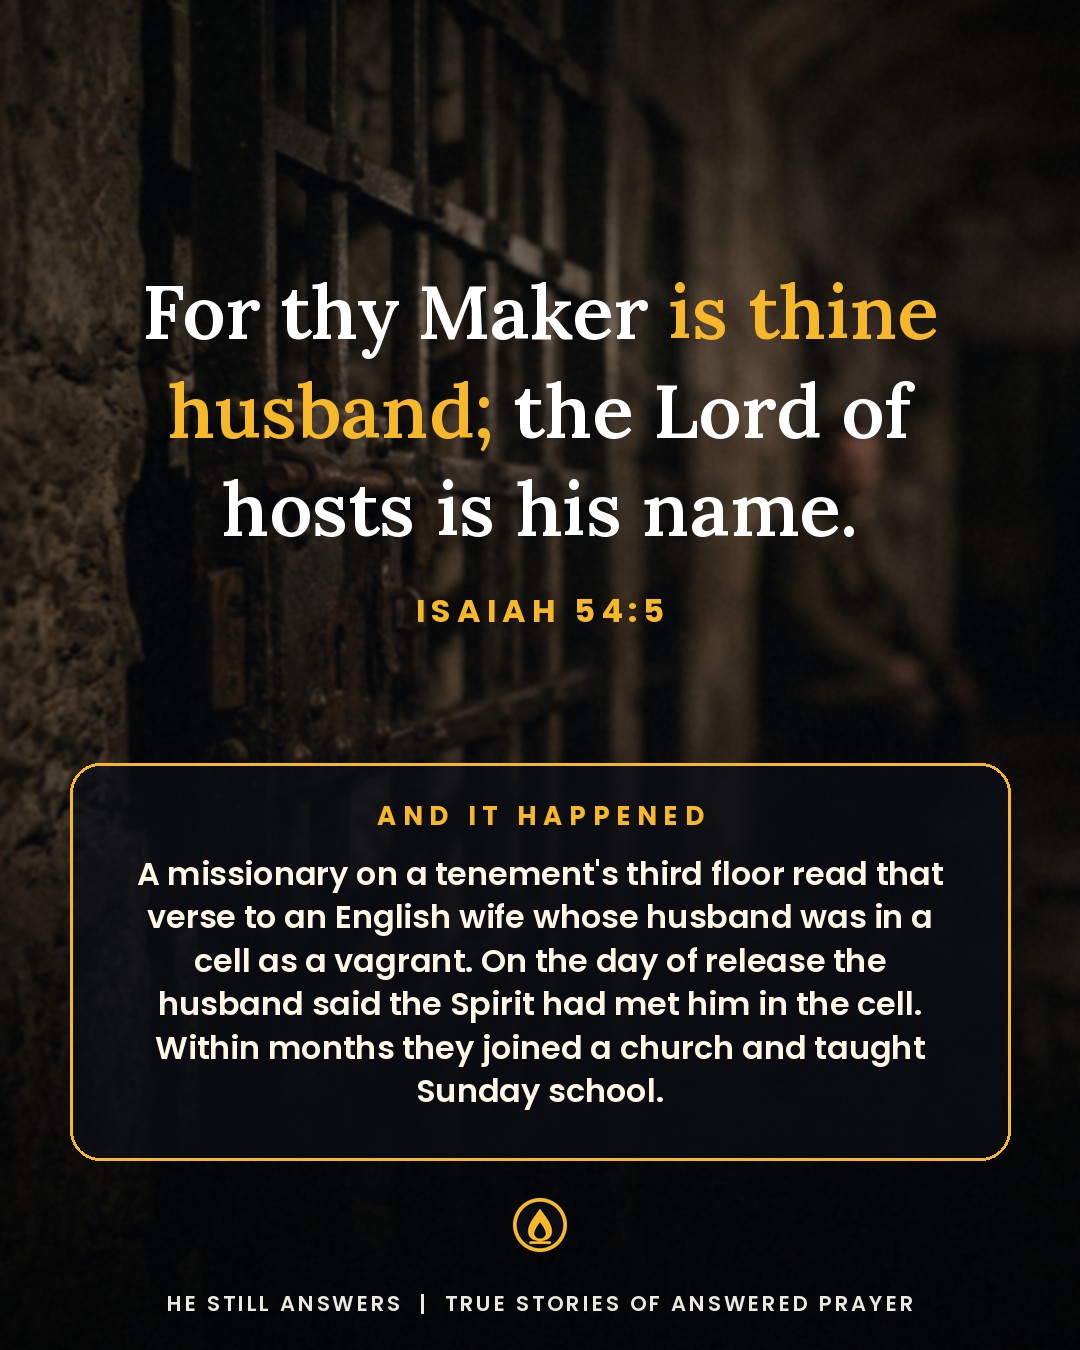 For thy Maker is thine
husband; the Lord of
hosts is his name.
ISAIAH 54:5
AND IT HAPPENED
A missionary on a tenement's third floor read that
verse to an English wife whose husband was in a
cell as a vagrant. On the day of release the
husband said the Spirit had met him in the cell.
Within months they joined a church and taught
Sunday school.
HE STILL ANSWERS | TRUE STORIES OF ANSWERED PRAYER